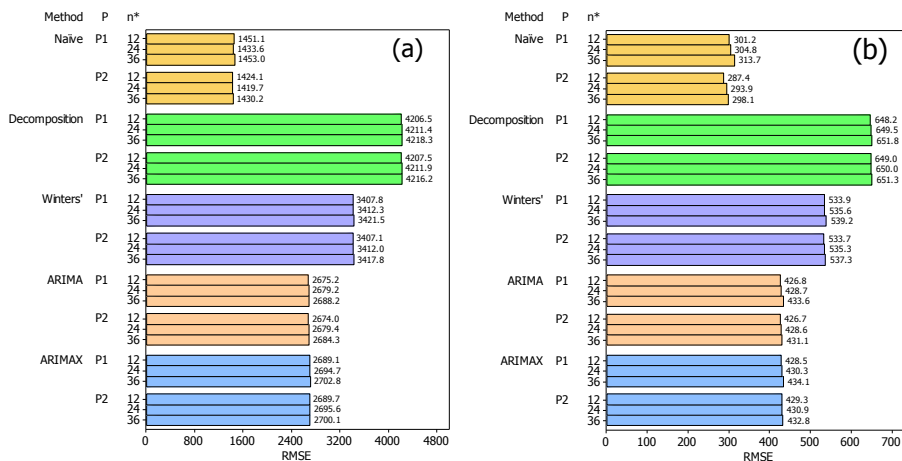 Method P n*
(a)
Naïve P1 12 1451.1
24 1433.6
36 1453.0
P2 12 1424.1
24 1419.7
36 1430.2
Decomposition P1 12 4206.5
24 4211.4
36 4218.3
P2 12 4207.5
24 4211.9
36 4216.2
Winters' P1 12 3407.8
24 3412.3
36 3421.5
P2 12 3407.1
24 3412.0
36 3417.8
ARIMA P1 12 2675.2
24 2679.2
36 2688.2
P2 12 2674.0
24 2679.4
36 2684.3
ARIMAX P1 12 2689.1
24 2694.7
36 2702.8
P2 12 2689.7
24 2695.6
36 2700.1
0 800 1600 2400 3200 4000 4800
RMSE
Method P n*
(b)
Naïve P1 12 301.2
24 304.8
36 313.7
P2 12 287.4
24 293.9
36 298.1
Decomposition P1 12 648.2
24 649.5
36 651.8
P2 12 649.0
24 650.0
36 651.3
Winters' P1 12 533.9
24 535.6
36 539.2
P2 12 533.7
24 535.3
36 537.3
ARIMA P1 12 426.8
24 428.7
36 433.6
P2 12 426.7
24 428.6
36 431.1
ARIMAX P1 12 428.5
24 430.3
36 434.1
P2 12 429.3
24 430.9
36 432.8
0 100 200 300 400 500 600 700
RMSE